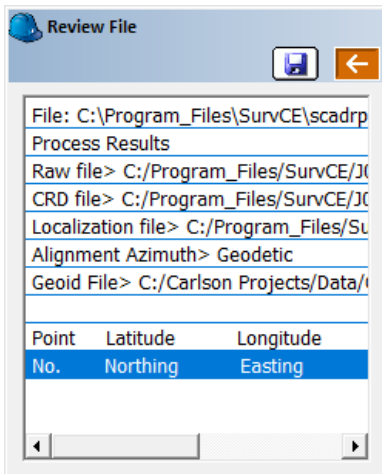 Review File
File: C:\Program_Files\SurvCE\scadrp
Process Results
Raw file> C:/Program_Files/SurvCE/J
CRD file> C:/Program_Files/SurvCE/J
Localization file> C:/Program_Files/Su
Alignment Azimuth> Geodetic
Geoid File> C:/Carlson Projects/Data/
Point Latitude Longitude
No. Northing Easting